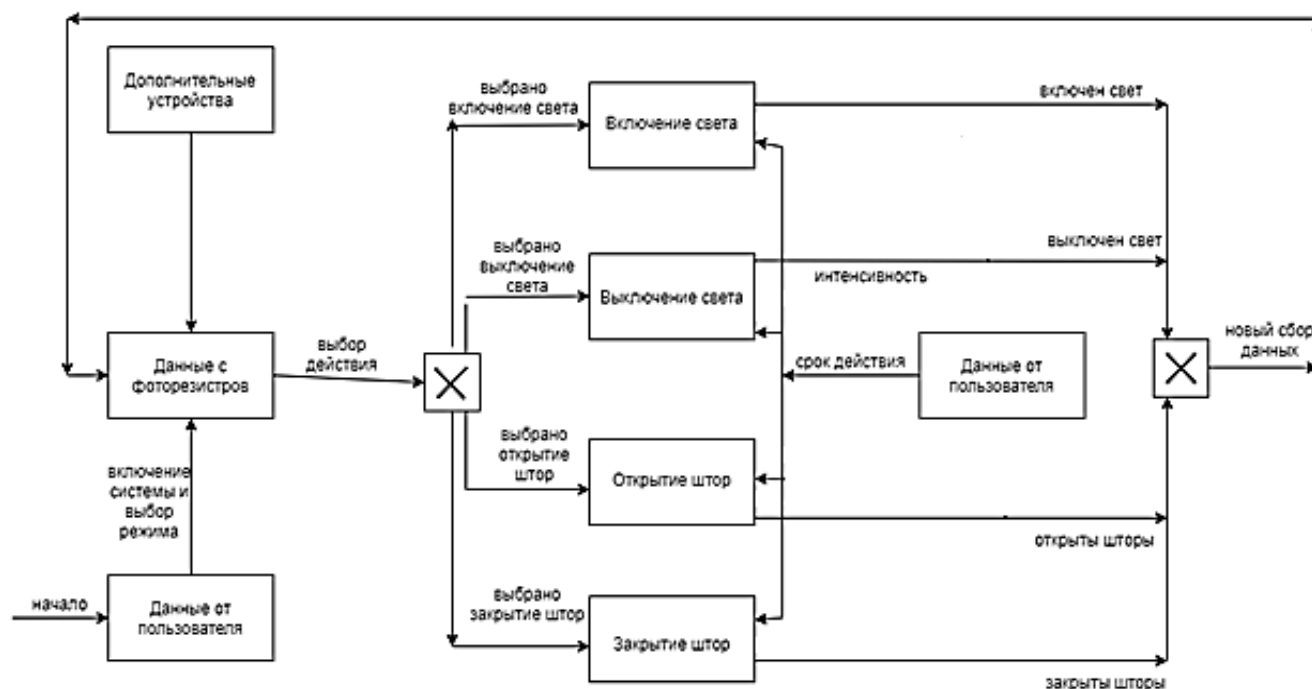 Дополнительные
устройства
выбрано
включение света
Включение света
включен свет
выбрано
выключение
света
Выключение света
выключен свет
интенсивность
Данные с
фоторезистров
выбор
действия
срок действия
Данные от
пользователя
новый сбор
данных
включение
системы и
выбор
режима
выбрано
открытие
штор
Открытие штор
открыты шторы
начало
Данные от
пользователя
выбрано
закрытие штор
Закрытие штор
закрыты шторы